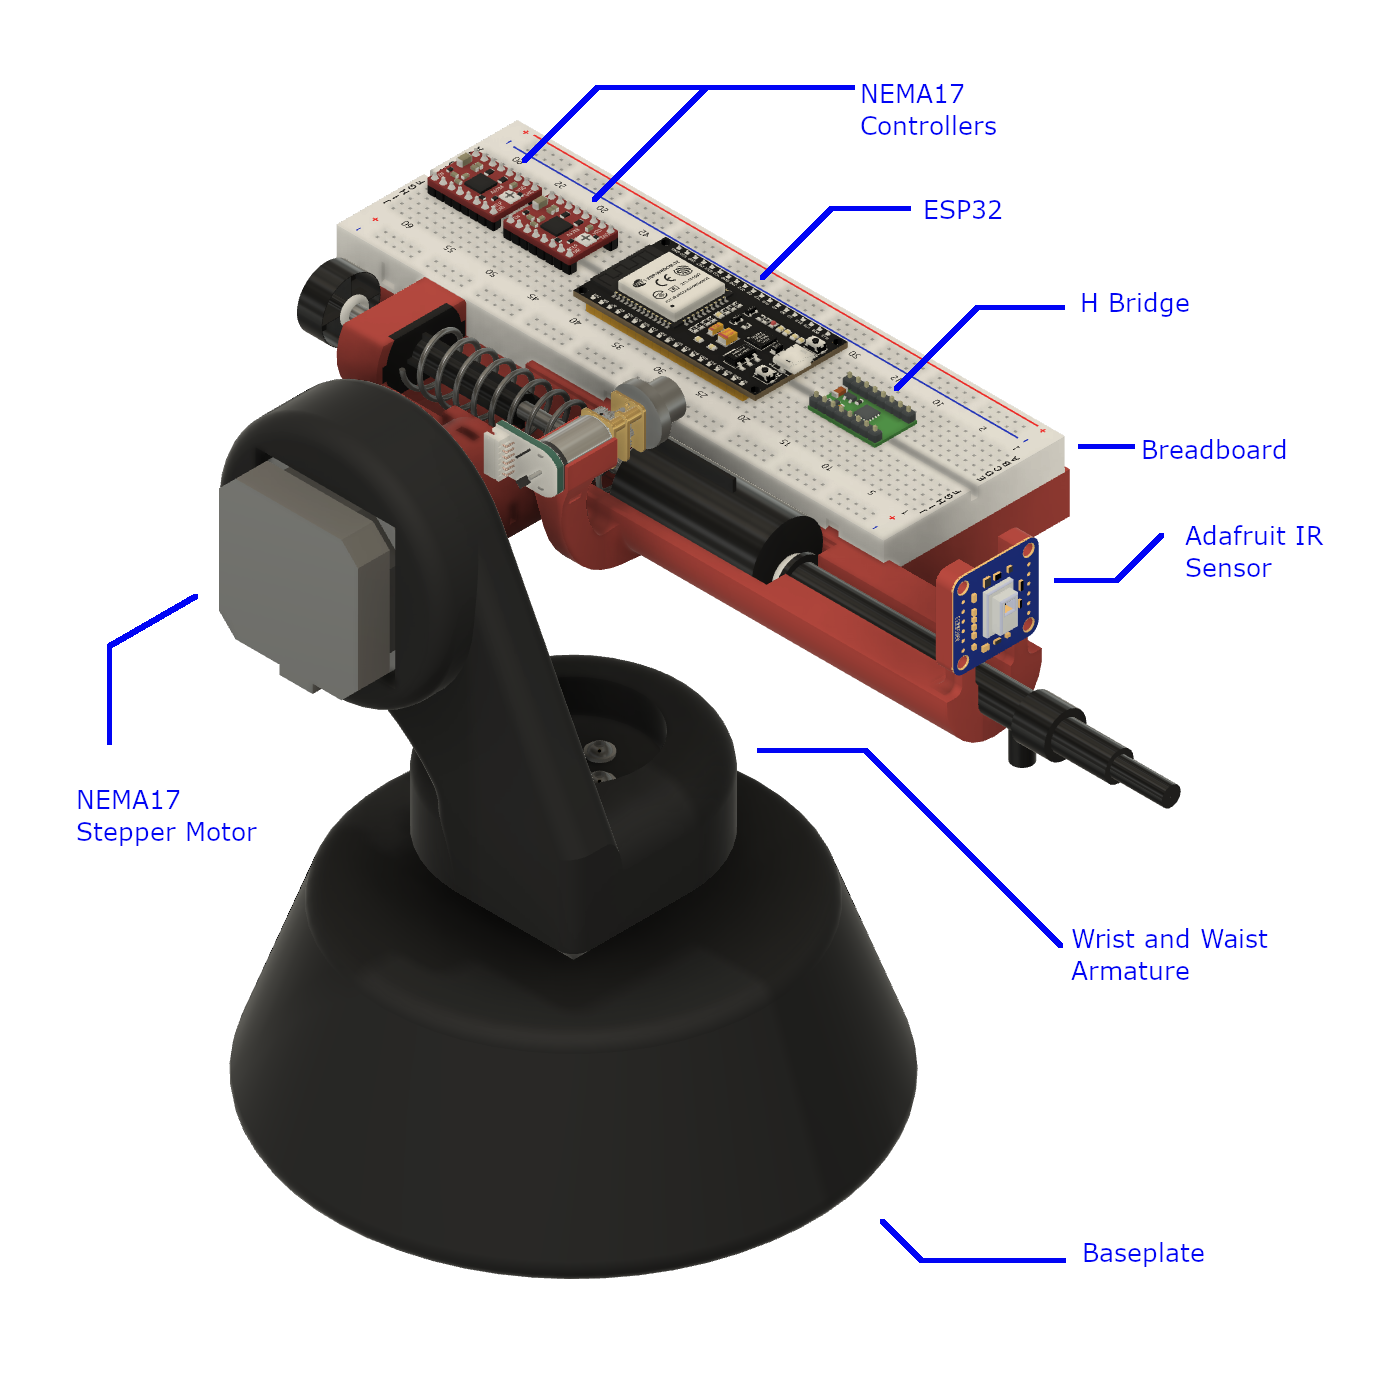 NEMA17
Controllers
ESP32
H Bridge
Breadboard
Adafruit IR
Sensor
NEMA17
Stepper Motor
Wrist and Waist
Armature
Baseplate